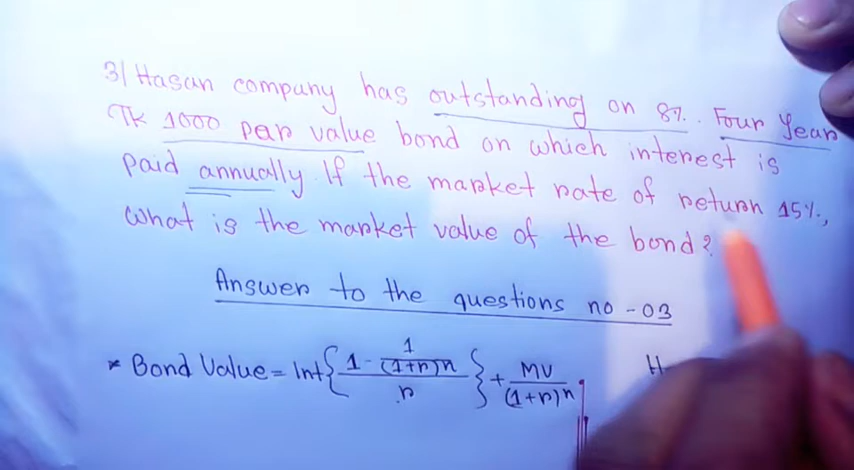 3/ Hasan company has outstanding on 8%. Four Year
TK 1000 par value bond on which interest is
paid annually If the market rate of return 15%,
what is the market value of the bond?
Answer to the questions no -03
* Bond Value = Int { 1 - 1/(1+r)n / r } + MV/(1+r)n
H